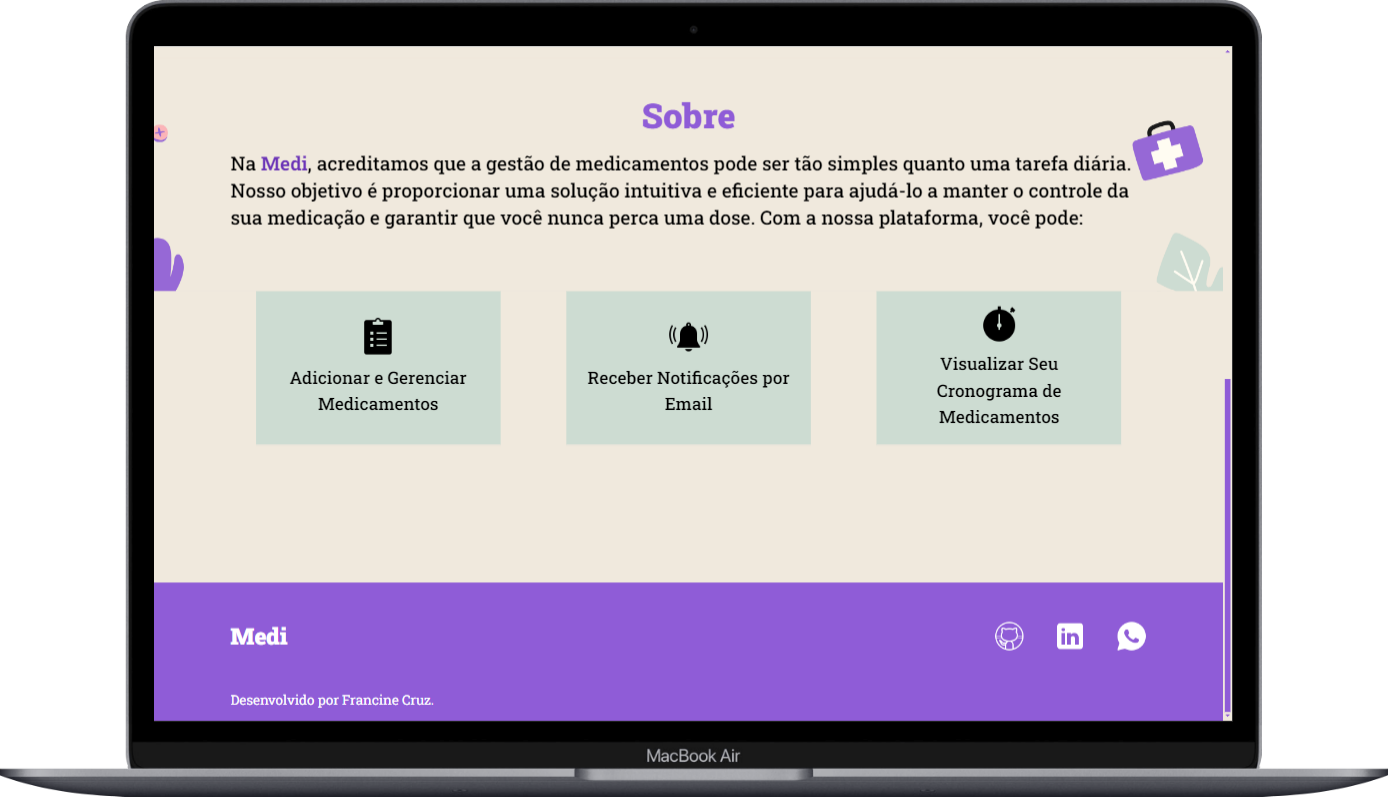 Sobre
Na Medi, acreditamos que a gestão de medicamentos pode ser tão simples quanto uma tarefa diária.
Nosso objetivo é proporcionar uma solução intuitiva e eficiente para ajudá-lo a manter o controle da
sua medicação e garantir que você nunca perca uma dose. Com a nossa plataforma, você pode:
Adicionar e Gerenciar
Medicamentos
Receber Notificações por
Email
Visualizar Seu
Cronograma de
Medicamentos
Medi
in
Desenvolvido por Francine Cruz.
MacBook Air